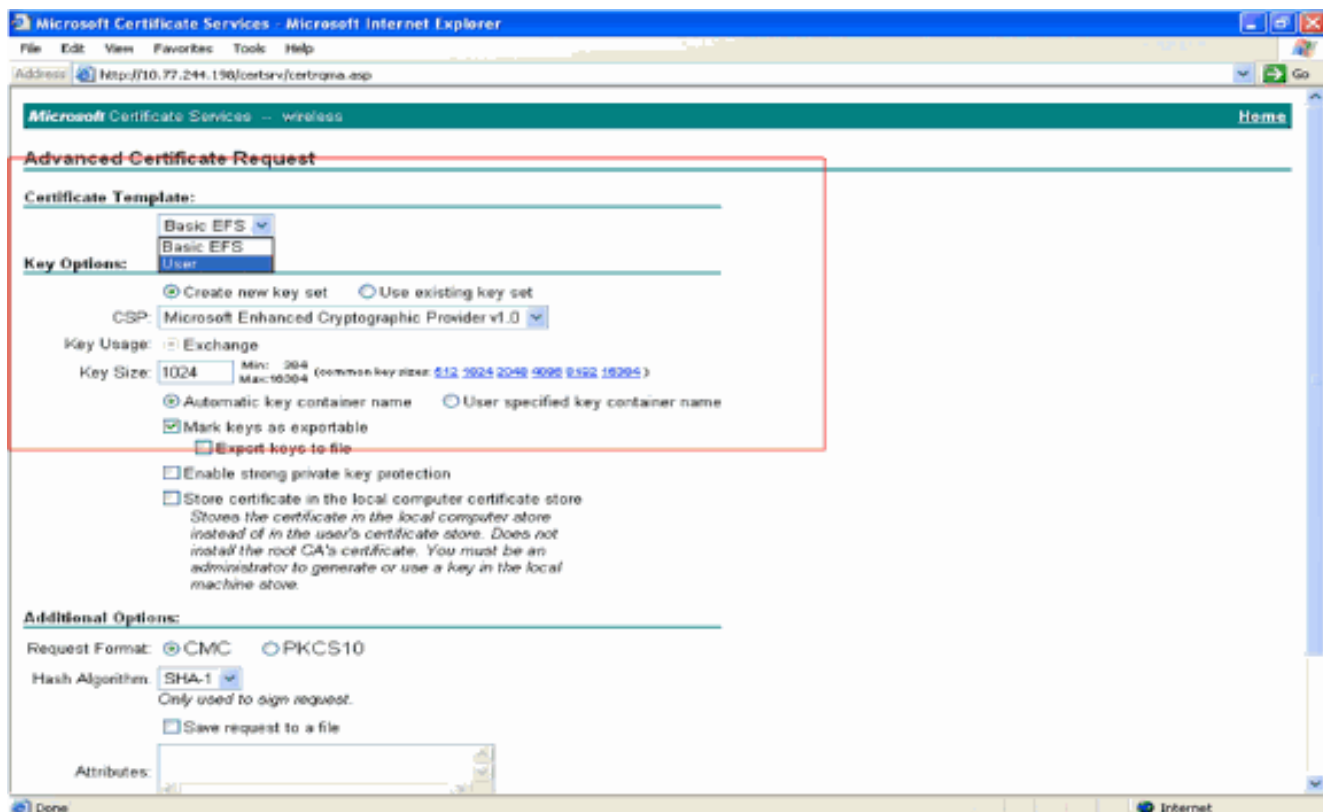 Microsoft Certificate Services - Microsoft Internet Explorer
File Edit View Favorites Tools Help
Address http://10.77.244.198/certsrv/certrqma.asp Go
Microsoft Certificate Services -- wireless Home
Advanced Certificate Request
Certificate Template:
Basic EFS
Basic EFS
User
Key Options:
Create new key set Use existing key set
CSP: Microsoft Enhanced Cryptographic Provider v1.0
Key Usage: Exchange
Key Size: 1024 Min: 384 (common key sizes: 512 1024 2048 4096 8192 16384 )
Max:16384
Automatic key container name User specified key container name
Mark keys as exportable
Export keys to file
Enable strong private key protection
Store certificate in the local computer certificate store
Stores the certificate in the local computer store
instead of in the user's certificate store. Does not
install the root CA's certificate. You must be an
administrator to generate or use a key in the local
machine store.
Additional Options:
Request Format: CMC PKCS10
Hash Algorithm: SHA-1
Only used to sign request.
Save request to a file
Attributes:
Done Internet